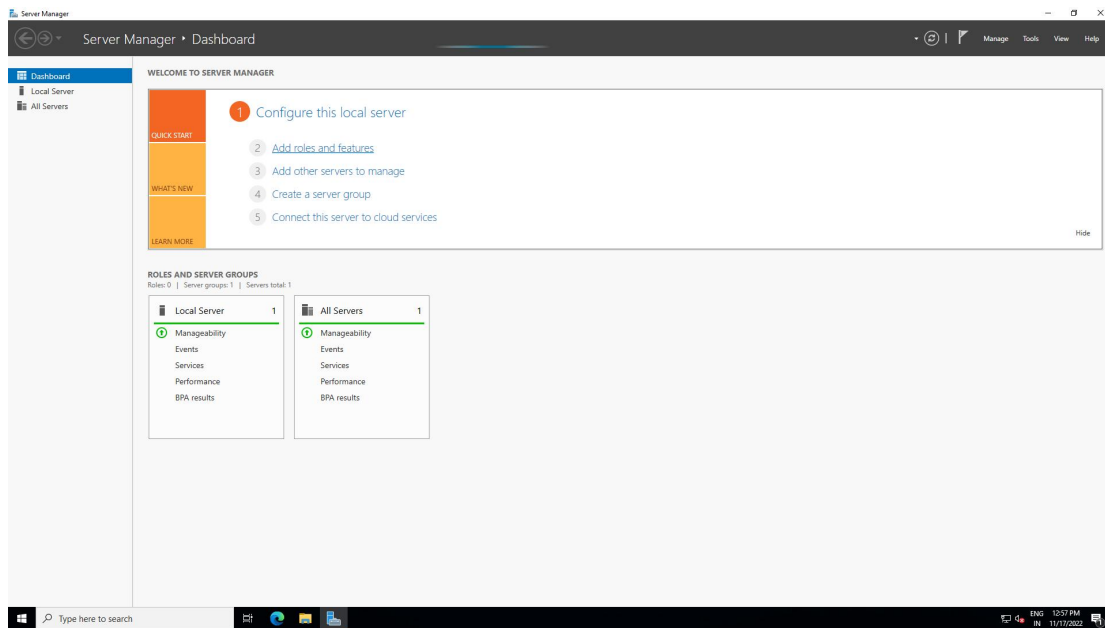 Server Manager
Server Manager • Dashboard
Manage Tools View Help
Dashboard
Local Server
All Servers
WELCOME TO SERVER MANAGER
QUICK START
WHAT'S NEW
LEARN MORE
1 Configure this local server
2 Add roles and features
3 Add other servers to manage
4 Create a server group
5 Connect this server to cloud services
Hide
ROLES AND SERVER GROUPS
Roles: 0 | Server groups: 1 | Servers total: 1
Local Server 1
Manageability
Events
Services
Performance
BPA results
All Servers 1
Manageability
Events
Services
Performance
BPA results
Type here to search
ENG 12:57 PM
IN 11/17/2022